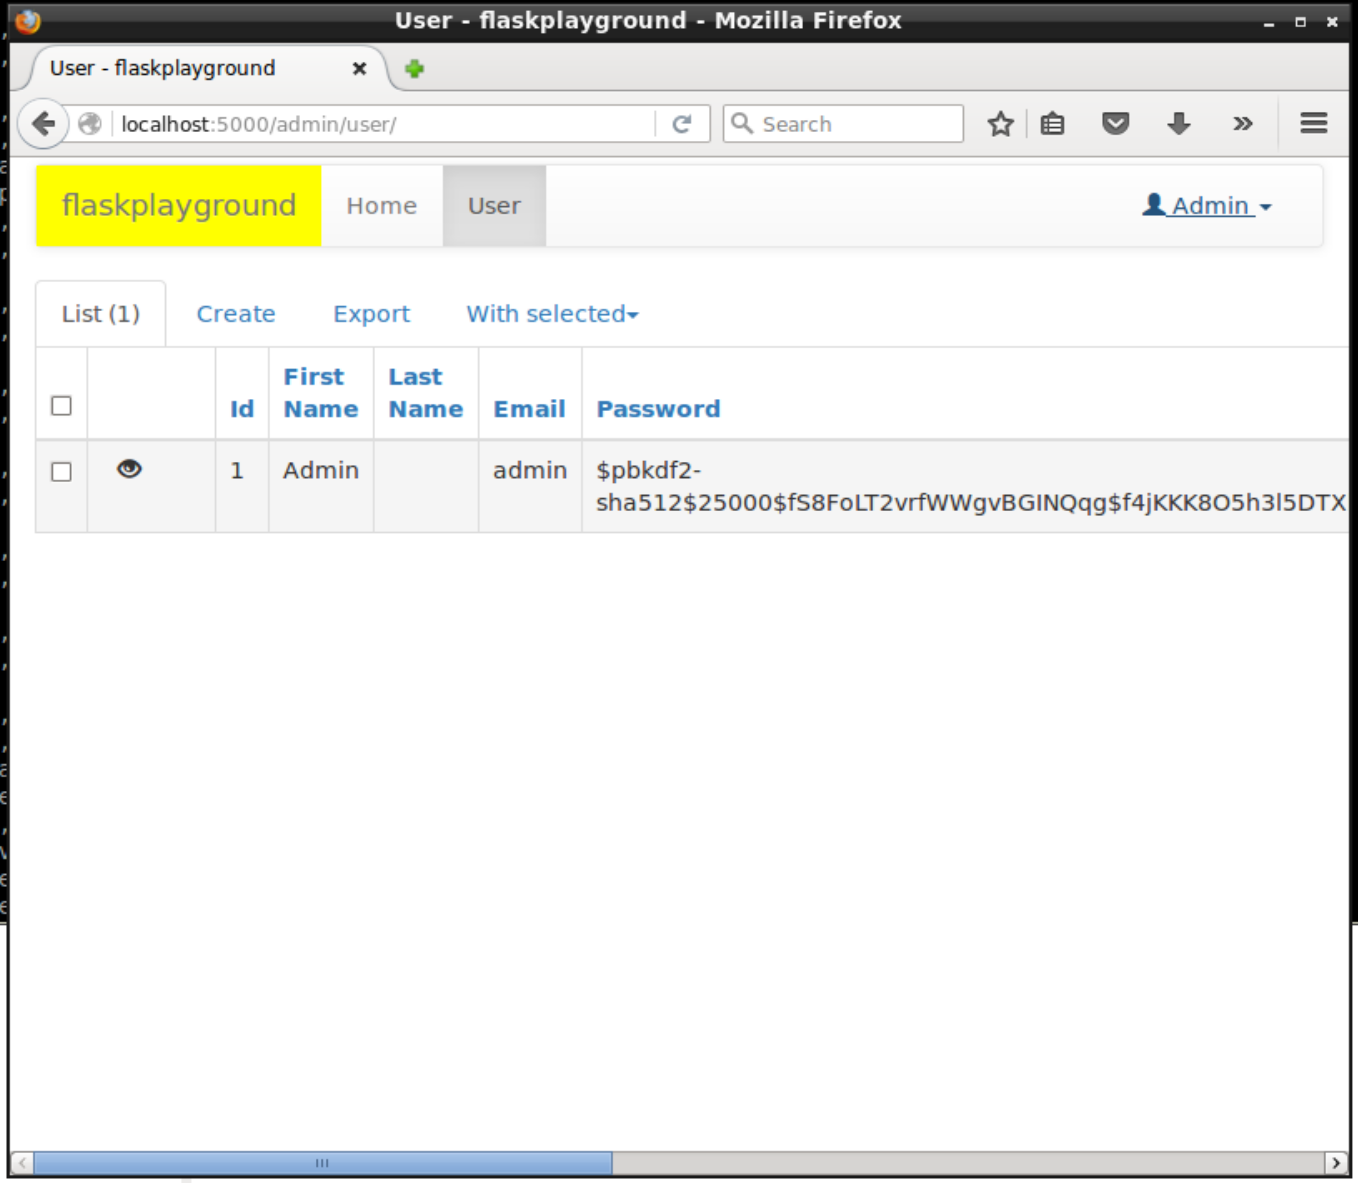 User - flaskplayground - Mozilla Firefox
User - flaskplayground
localhost:5000/admin/user/
Search
flaskplayground Home User Admin
List (1) Create Export With selected
First Last
Id Name Name Email Password
1 Admin admin $pbkdf2-
sha512$25000$fS8FoLT2vrfWWgvBGINQqg$f4jKKK8O5h3l5DTX